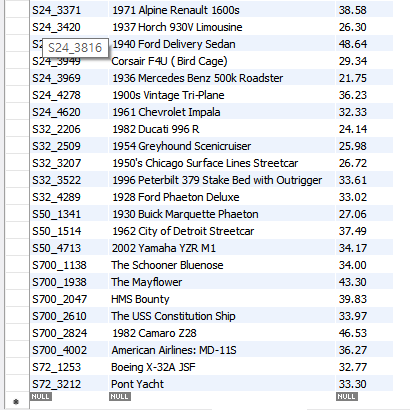 S24_3371 1971 Alpine Renault 1600s 38.58
S24_3420 1937 Horch 930V Limousine 26.30
S24_3816 1940 Ford Delivery Sedan 48.64
S24_3949 Corsair F4U ( Bird Cage) 29.34
S24_3969 1936 Mercedes Benz 500k Roadster 21.75
S24_4278 1900s Vintage Tri-Plane 36.23
S24_4620 1961 Chevrolet Impala 32.33
S32_2206 1982 Ducati 996 R 24.14
S32_2509 1954 Greyhound Scenicruiser 25.98
S32_3207 1950's Chicago Surface Lines Streetcar 26.72
S32_3522 1996 Peterbilt 379 Stake Bed with Outrigger 33.61
S32_4289 1928 Ford Phaeton Deluxe 33.02
S50_1341 1930 Buick Marquette Phaeton 27.06
S50_1514 1962 City of Detroit Streetcar 37.49
S50_4713 2002 Yamaha YZR M1 34.17
S700_1138 The Schooner Bluenose 34.00
S700_1938 The Mayflower 43.30
S700_2047 HMS Bounty 39.83
S700_2610 The USS Constitution Ship 33.97
S700_2824 1982 Camaro Z28 46.53
S700_4002 American Airlines: MD-11S 36.27
S72_1253 Boeing X-32A JSF 32.77
S72_3212 Pont Yacht 33.30
NULL NULL NULL